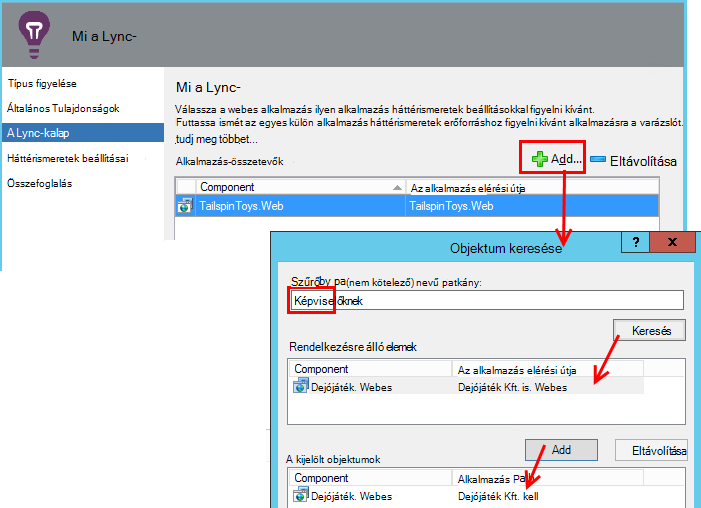 Mi a Lync-
Típus figyelése
Általános Tulajdonságok
A Lync-kalap
Háttérismeretek beállításai
Összefoglalás
Mi a Lync-
Válassza a webes alkalmazás ilyen alkalmazás háttérismeretek beállításokkal figyelni kívánt.
Futtassa ismét az egyes külön alkalmazás háttérismeretek erőforráshoz figyelni kívánt alkalmazásra a varázslót.
tudj meg többet...
Alkalmazás-összetevők
Add...
Eltávolítása
Component Az alkalmazás elérési útja
TailspinToys.Web TailspinToys.Web
Objektum keresése
? X
Szűrő by pa (nem kötelező) nevű patkány:
Képviselőknek
Keresés
Rendelkezésre álló elemek
Component Az alkalmazás elérési útja
Dejójáték. Webes Dejójáték Kft. is. Webes
Add Eltávolítása
A kijelölt objektumok
Component Alkalmazás Path
Dejójáték. Webes Dejójáték Kft. kell